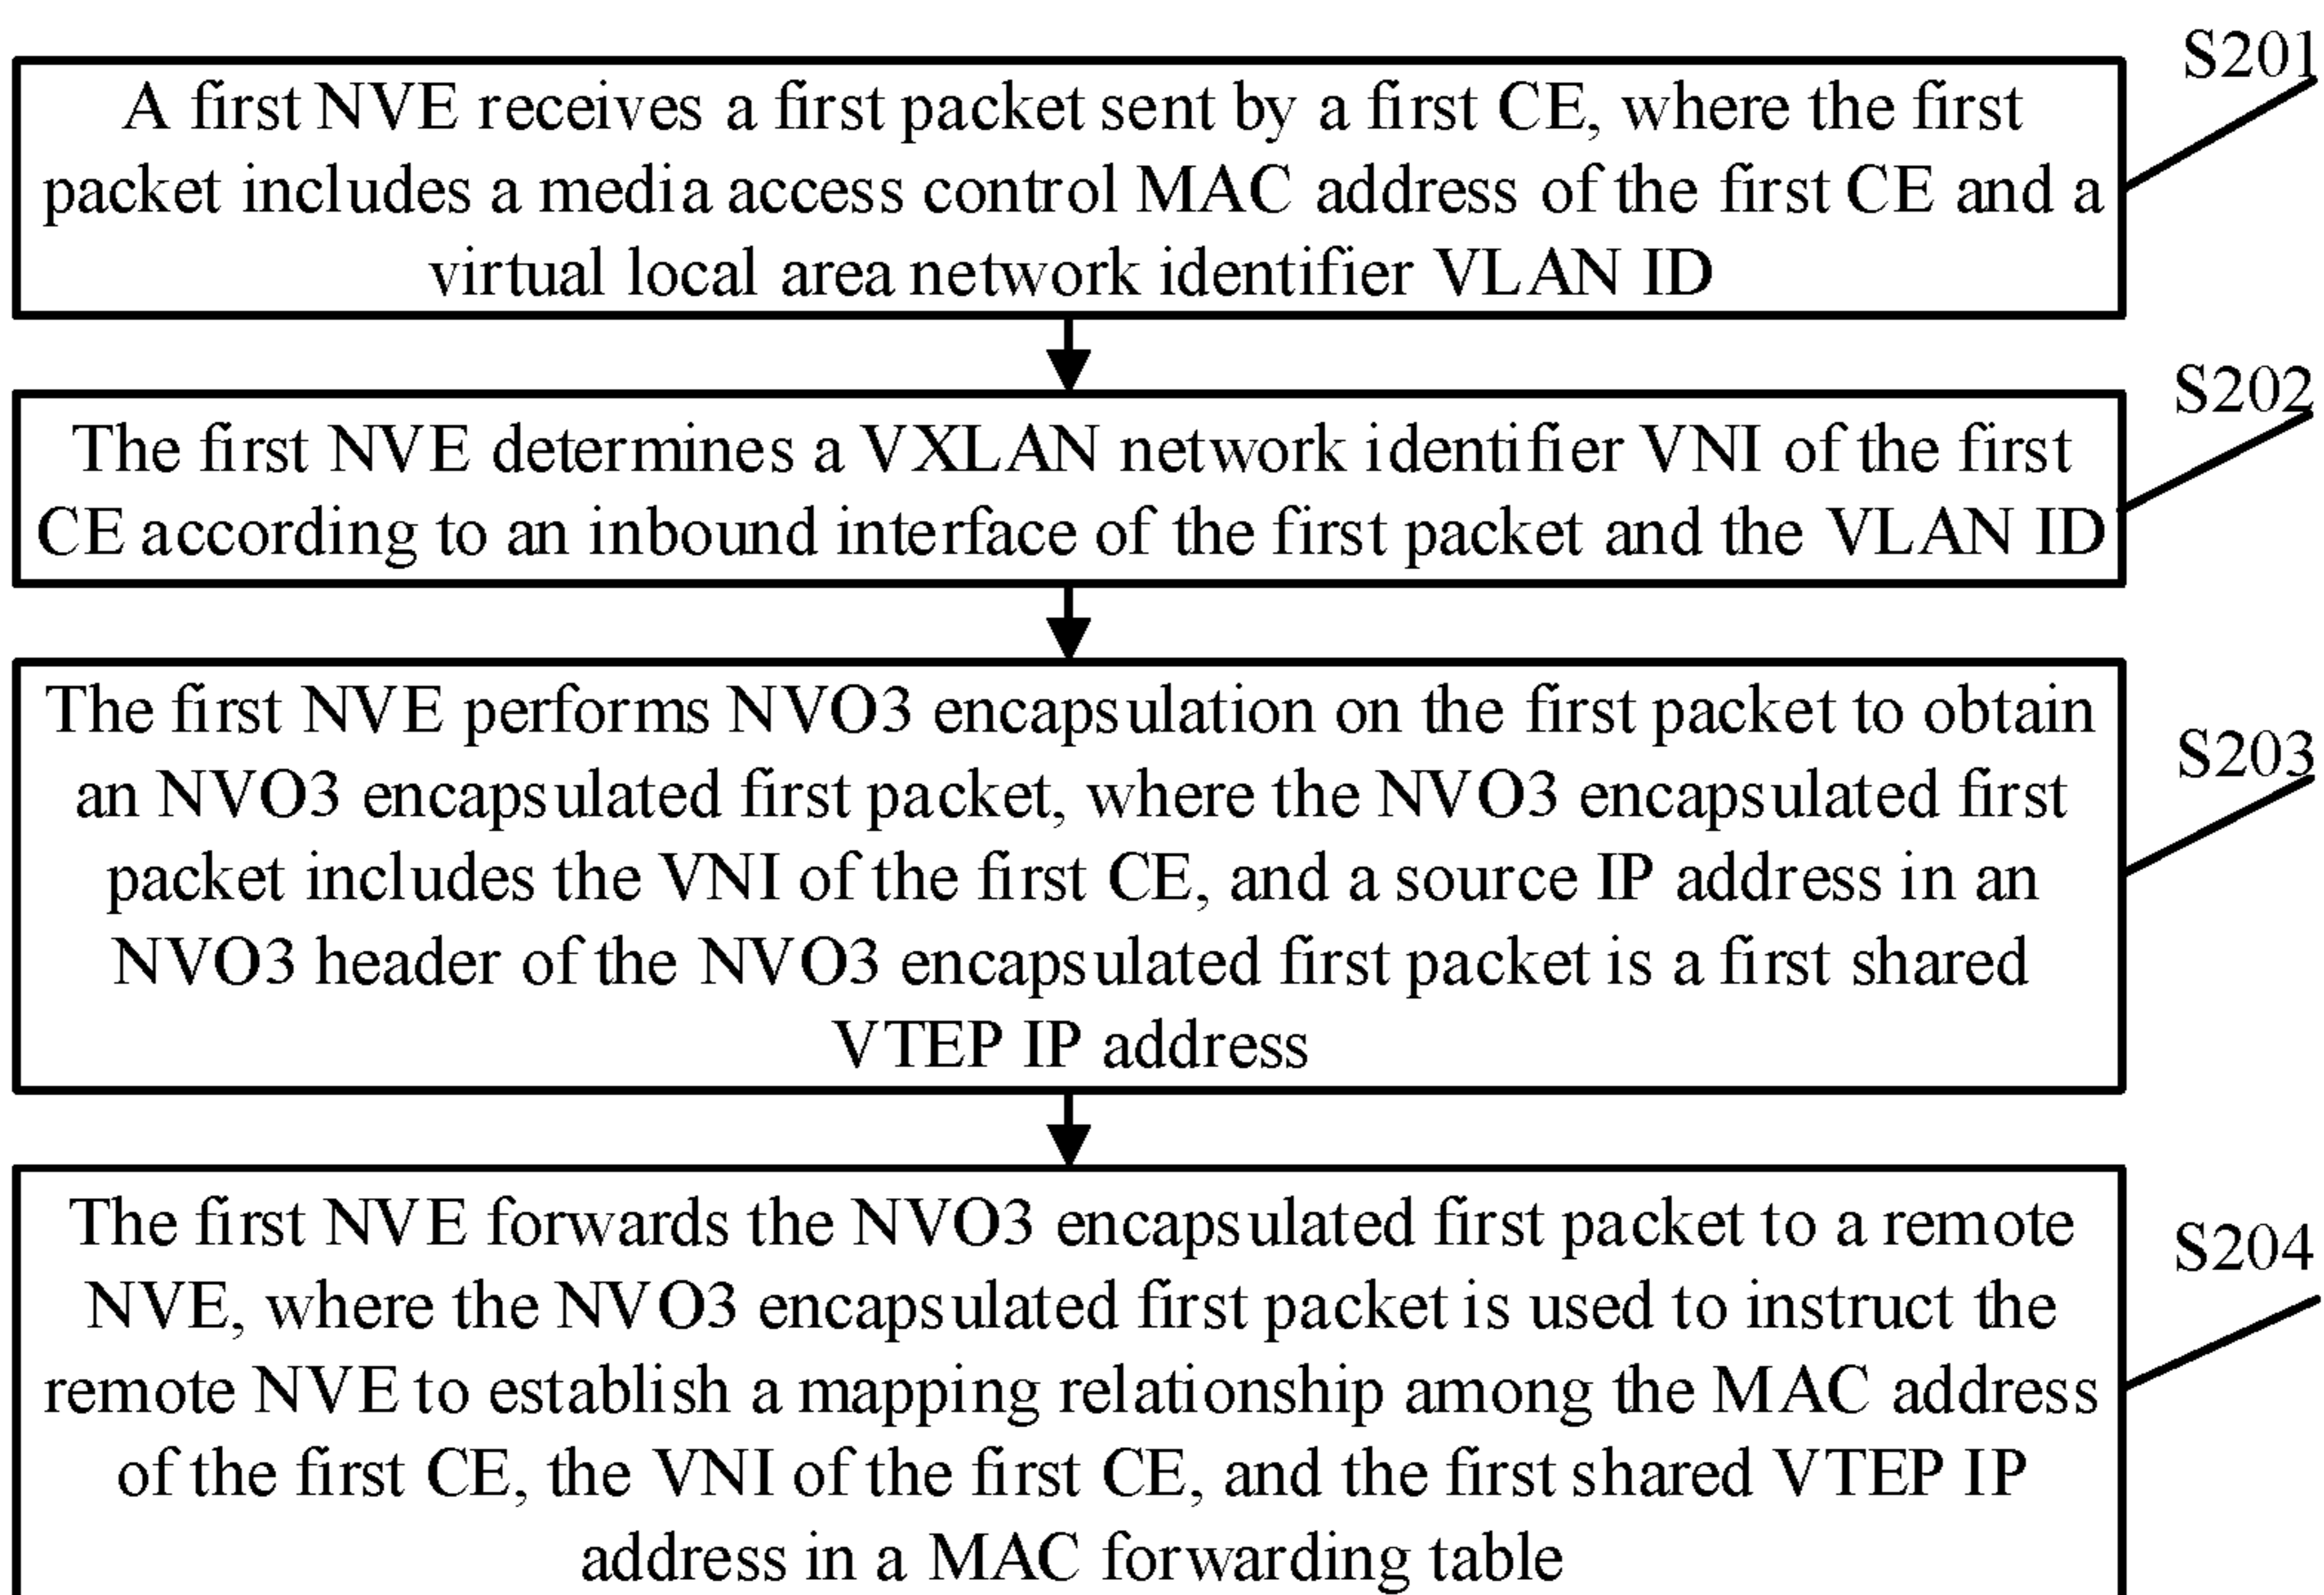 S201
A first NVE receives a first packet sent by a first CE, where the first
packet includes a media access control MAC address of the first CE and a
virtual local area network identifier VLAN ID
S202
The first NVE determines a VXLAN network identifier VNI of the first
CE according to an inbound interface of the first packet and the VLAN ID
S203
The first NVE performs NVO3 encapsulation on the first packet to obtain
an NVO3 encapsulated first packet, where the NVO3 encapsulated first
packet includes the VNI of the first CE, and a source IP address in an
NVO3 header of the NVO3 encapsulated first packet is a first shared
VTEP IP address
S204
The first NVE forwards the NVO3 encapsulated first packet to a remote
NVE, where the NVO3 encapsulated first packet is used to instruct the
remote NVE to establish a mapping relationship among the MAC address
of the first CE, the VNI of the first CE, and the first shared VTEP IP
address in a MAC forwarding table